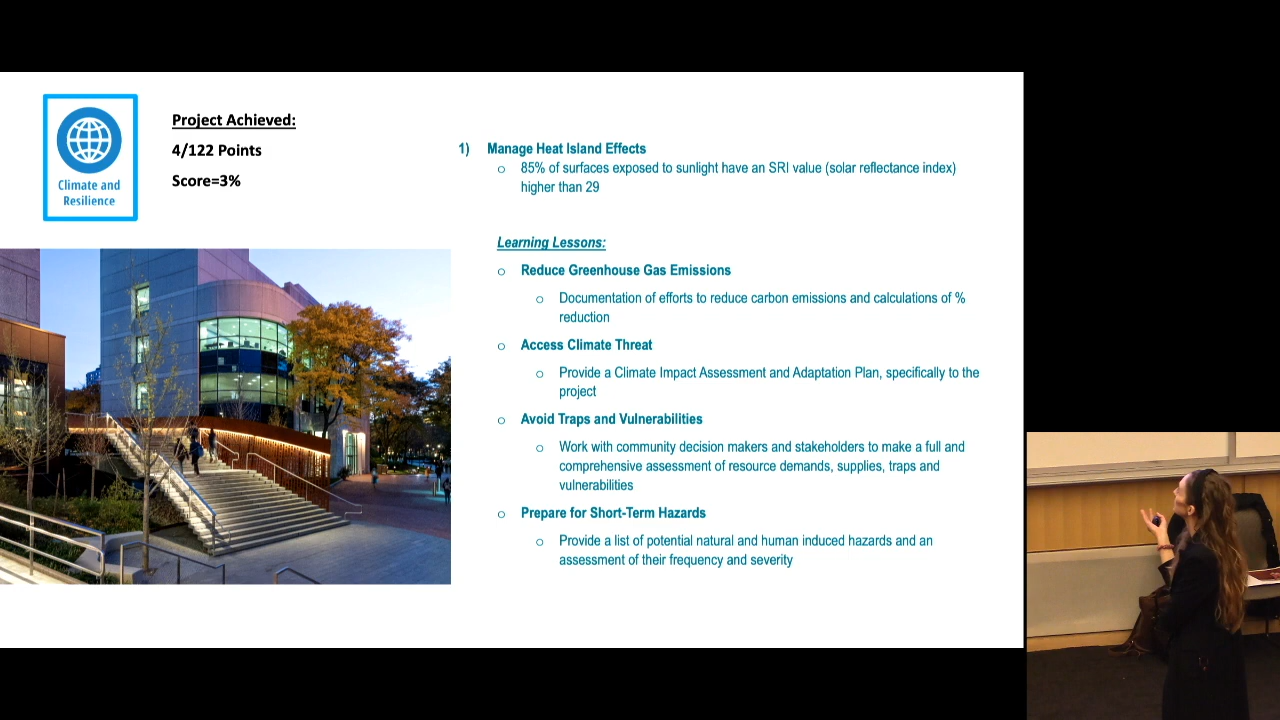 Climate and
Resilience
Project Achieved:
4/122 Points
Score=3%
1) Manage Heat Island Effects
o 85% of surfaces exposed to sunlight have an SRI value (solar reflectance index)
higher than 29
Learning Lessons:
o Reduce Greenhouse Gas Emissions
o Documentation of efforts to reduce carbon emissions and calculations of %
reduction
o Access Climate Threat
o Provide a Climate Impact Assessment and Adaptation Plan, specifically to the
project
o Avoid Traps and Vulnerabilities
o Work with community decision makers and stakeholders to make a full and
comprehensive assessment of resource demands, supplies, traps and
vulnerabilities
o Prepare for Short-Term Hazards
o Provide a list of potential natural and human induced hazards and an
assessment of their frequency and severity